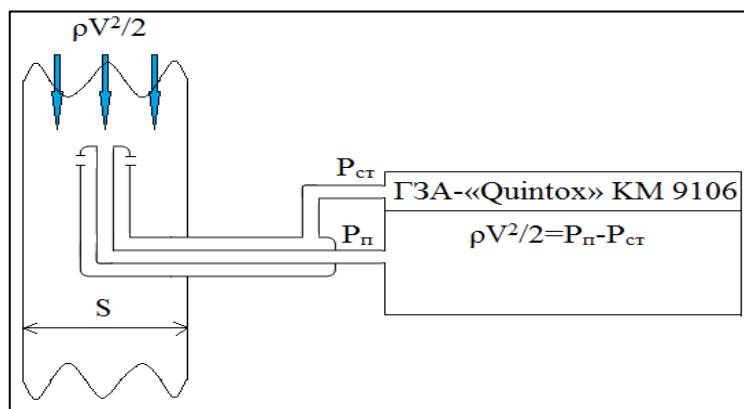 ρV²/2
Pст
ГЗА-«Quintox» КМ 9106
Pп
ρV²/2=Pп-Pст
S